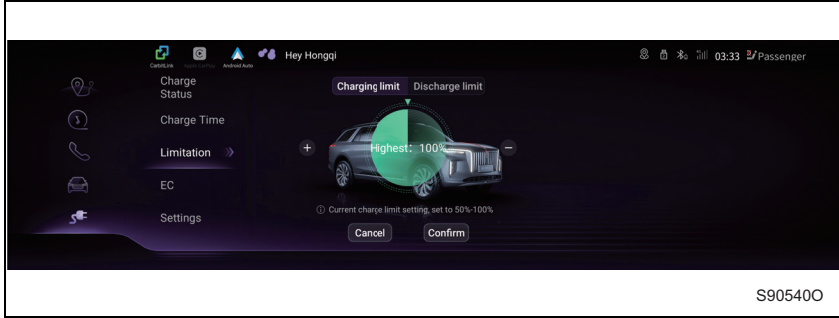 CarbitLink Apple CarPlay Android Auto Hey Hongqi 03:33 Passenger
Charge Status
Charging limit Discharge limit
Charge Time
Limitation
+ Highest: 100% −
EC
Current charge limit setting, set to 50%-100%
Settings
Cancel Confirm
S90540O